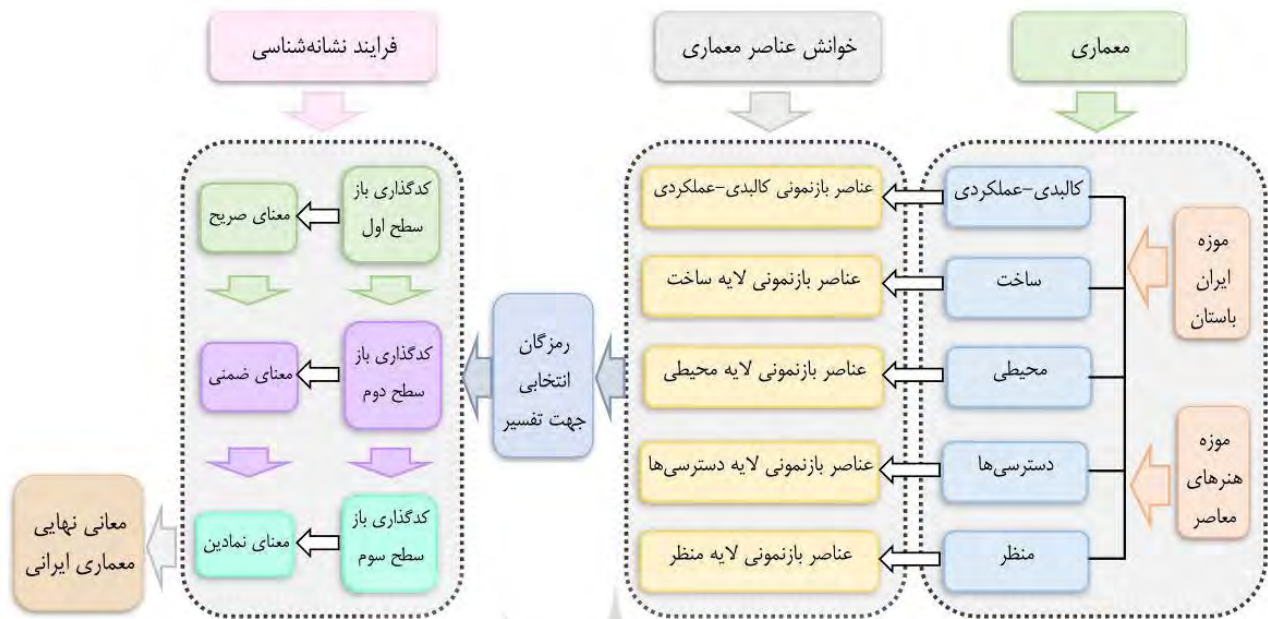 معماری
خوانش عناصر معماری
فرایند نشانه‌شناسی
موزه
ایران
باستان
موزه
هنرهای
معاصر
کالبدی-عملکردی
ساخت
محیطی
دسترسی‌ها
منظر
عناصر بازنمونی کالبدی-عملکردی
عناصر بازنمونی لایه ساخت
عناصر بازنمونی لایه محیطی
عناصر بازنمونی لایه دسترسی‌ها
عناصر بازنمونی لایه منظر
رمزگان
انتخابی
جهت تفسیر
کدگذاری باز
سطح اول
معنای صریح
کدگذاری باز
سطح دوم
معنای ضمنی
کدگذاری باز
سطح سوم
معنای نمادین
معانی نهایی
معماری ایرانی